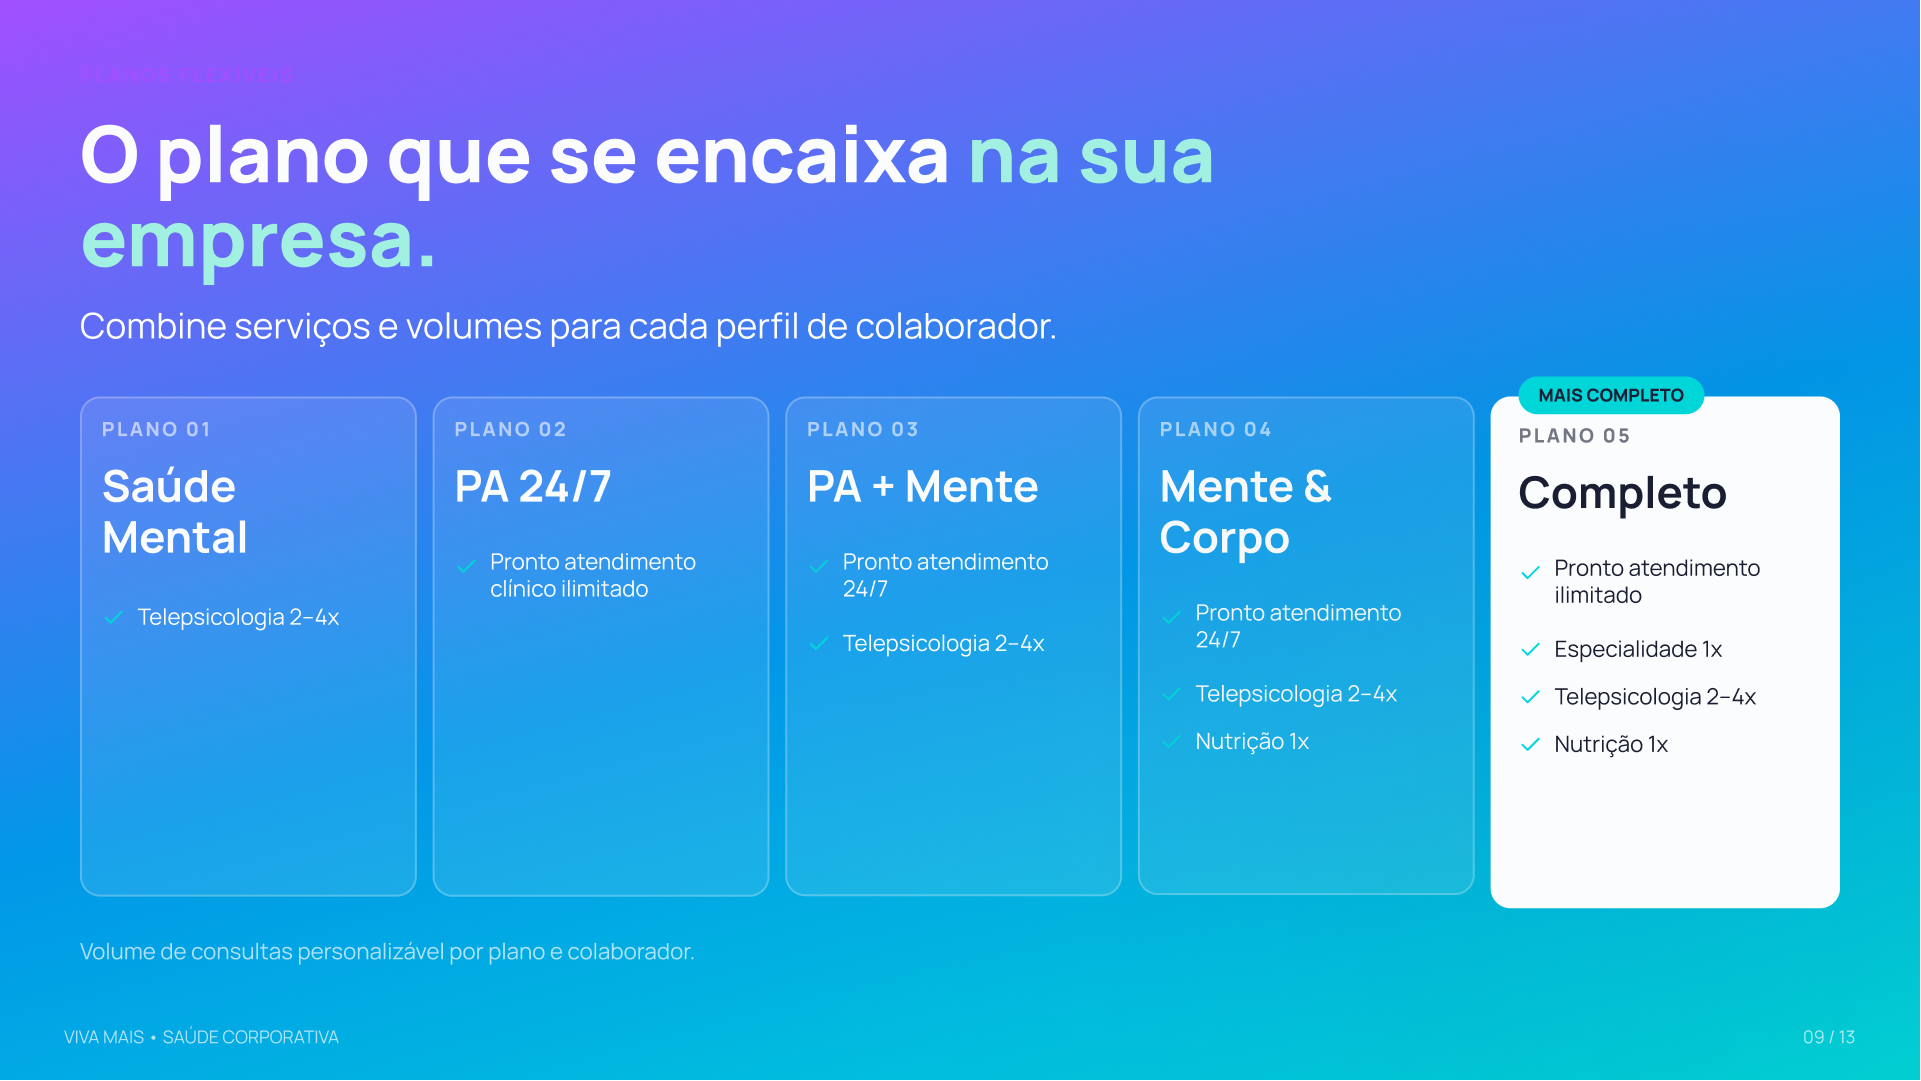 PLANOS FLEXÍVEIS
O plano que se encaixa na sua
empresa.
Combine serviços e volumes para cada perfil de colaborador.
PLANO 01
Saúde
Mental
Telepsicologia 2–4x
PLANO 02
PA 24/7
Pronto atendimento
clínico ilimitado
PLANO 03
PA + Mente
Pronto atendimento
24/7
Telepsicologia 2–4x
PLANO 04
Mente &
Corpo
Pronto atendimento
24/7
Telepsicologia 2–4x
Nutrição 1x
MAIS COMPLETO
PLANO 05
Completo
Pronto atendimento
ilimitado
Especialidade 1x
Telepsicologia 2–4x
Nutrição 1x
Volume de consultas personalizável por plano e colaborador.
VIVA MAIS • SAÚDE CORPORATIVA
09 / 13